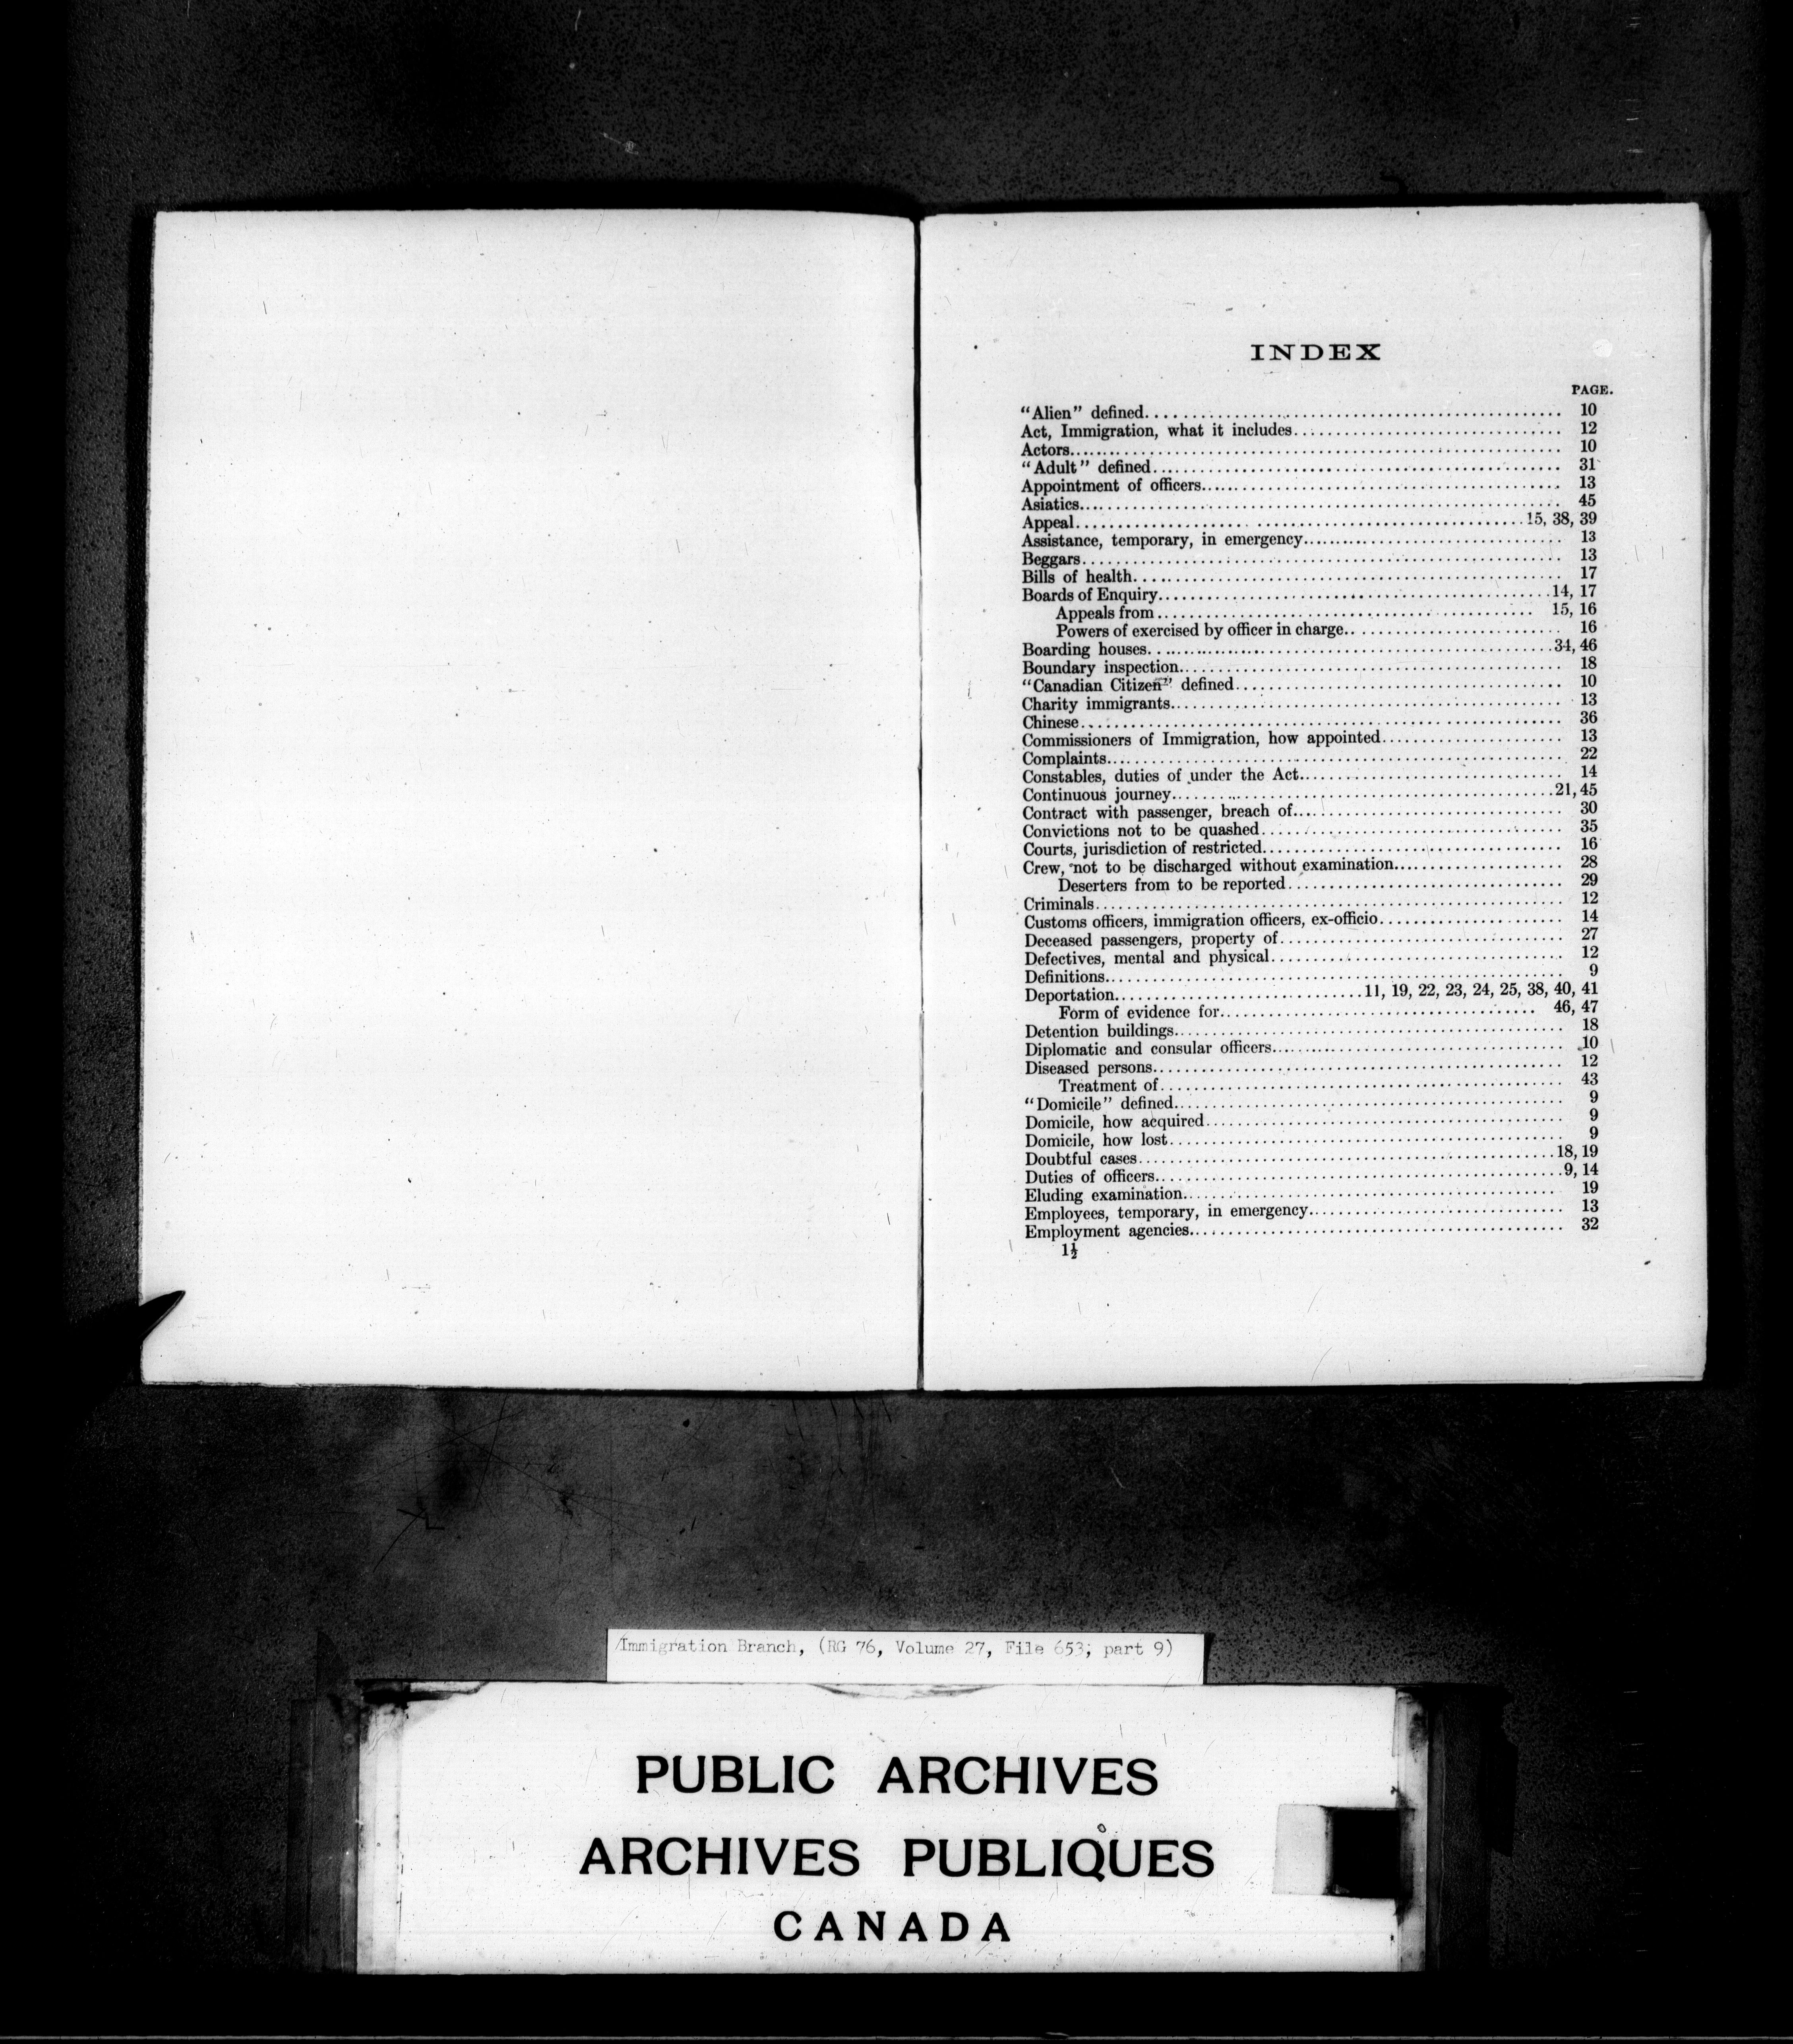 INDEX
PAGE.
"Alien" defined.................... 10
Act, Immigration, what it includes.................... 12
Actors.................... 10
"Adult" defined.................... 31
Appointment of officers.................... 13
Asiatics.................... 45
Appeal.................... 15, 38, 39
Assistance, temporary, in emergency.................... 13
Beggars.................... 13
Bills of health.................... 17
Boards of Enquiry.................... 14, 17
Appeals from.................... 15, 16
Powers of exercised by officer in charge.................... 16
Boarding houses.................... 34, 46
Boundary inspection.................... 18
"Canadian Citizen" defined.................... 10
Charity immigrants.................... 13
Chinese.................... 36
Commissioners of Immigration, how appointed.................... 13
Complaints.................... 22
Constables, duties of under the Act.................... 14
Continuous journey.................... 21, 45
Contract with passenger, breach of.................... 30
Convictions not to be quashed.................... 35
Courts, jurisdiction of restricted.................... 16
Crew, not to be discharged without examination.................... 28
Deserters from to be reported.................... 29
Criminals.................... 12
Customs officers, immigration officers, ex-officio.................... 14
Deceased passengers, property of.................... 27
Defectives, mental and physical.................... 12
Definitions.................... 9
Deportation.................... 11, 19, 22, 23, 24, 25, 38, 40, 41
Form of evidence for.................... 46, 47
Detention buildings.................... 18
Diplomatic and consular officers.................... 10
Diseased persons.................... 12
Treatment of.................... 43
"Domicile" defined.................... 9
Domicile, how acquired.................... 9
Domicile, how lost.................... 9
Doubtful cases.................... 18, 19
Duties of officers.................... 9, 14
Eluding examination.................... 19
Employees, temporary, in emergency.................... 13
Employment agencies.................... 32
1½
Immigration Branch, (RG 76, Volume 27, File 653; part 9)
PUBLIC ARCHIVES
ARCHIVES PUBLIQUES
CANADA